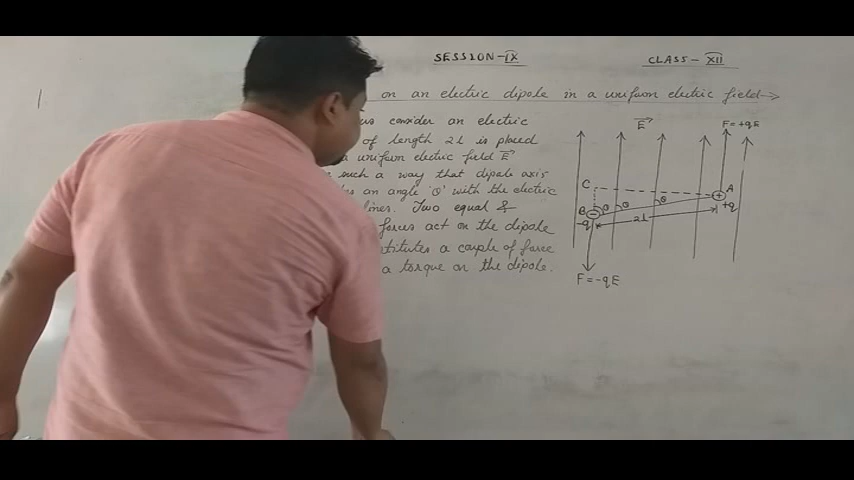 SESSION-IX
CLASS-XII
on an electric dipole in a uniform electric field→
us consider an electric
of length 2l is placed
a uniform electric field E→
such a way that dipole axis
an angle 'θ' with the electric
lines. Two equal &
forces act on the dipole
a couple of force
a torque on the dipole.
E→
F=+qE
C
A
+
+q
B
θ
θ
θ
−
-q
2l
F=-qE